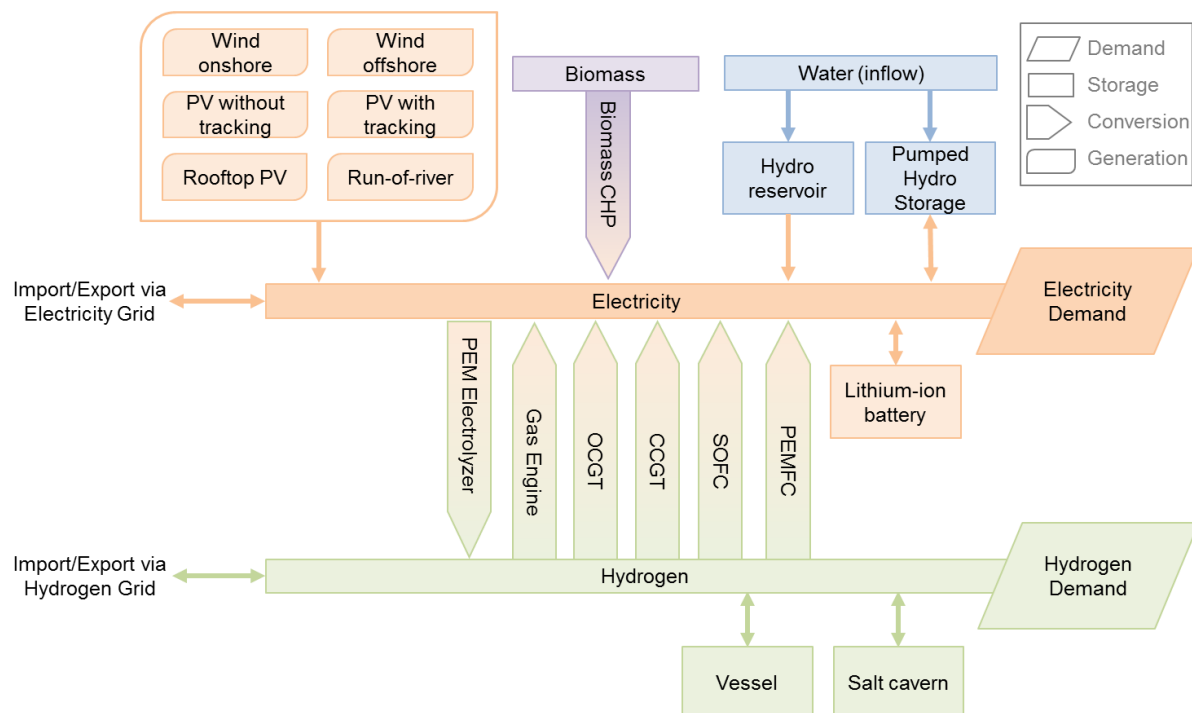 Wind
onshore
Wind
offshore
PV without
tracking
PV with
tracking
Rooftop PV
Run-of-river
Biomass
Biomass CHP
Water (inflow)
Hydro
reservoir
Pumped
Hydro
Storage
Demand
Storage
Conversion
Generation
Import/Export via
Electricity Grid
Electricity
Electricity
Demand
PEM Electrolyzer
Gas Engine
OCGT
CCGT
SOFC
PEMFC
Lithium-ion
battery
Import/Export via
Hydrogen Grid
Hydrogen
Hydrogen
Demand
Vessel
Salt cavern